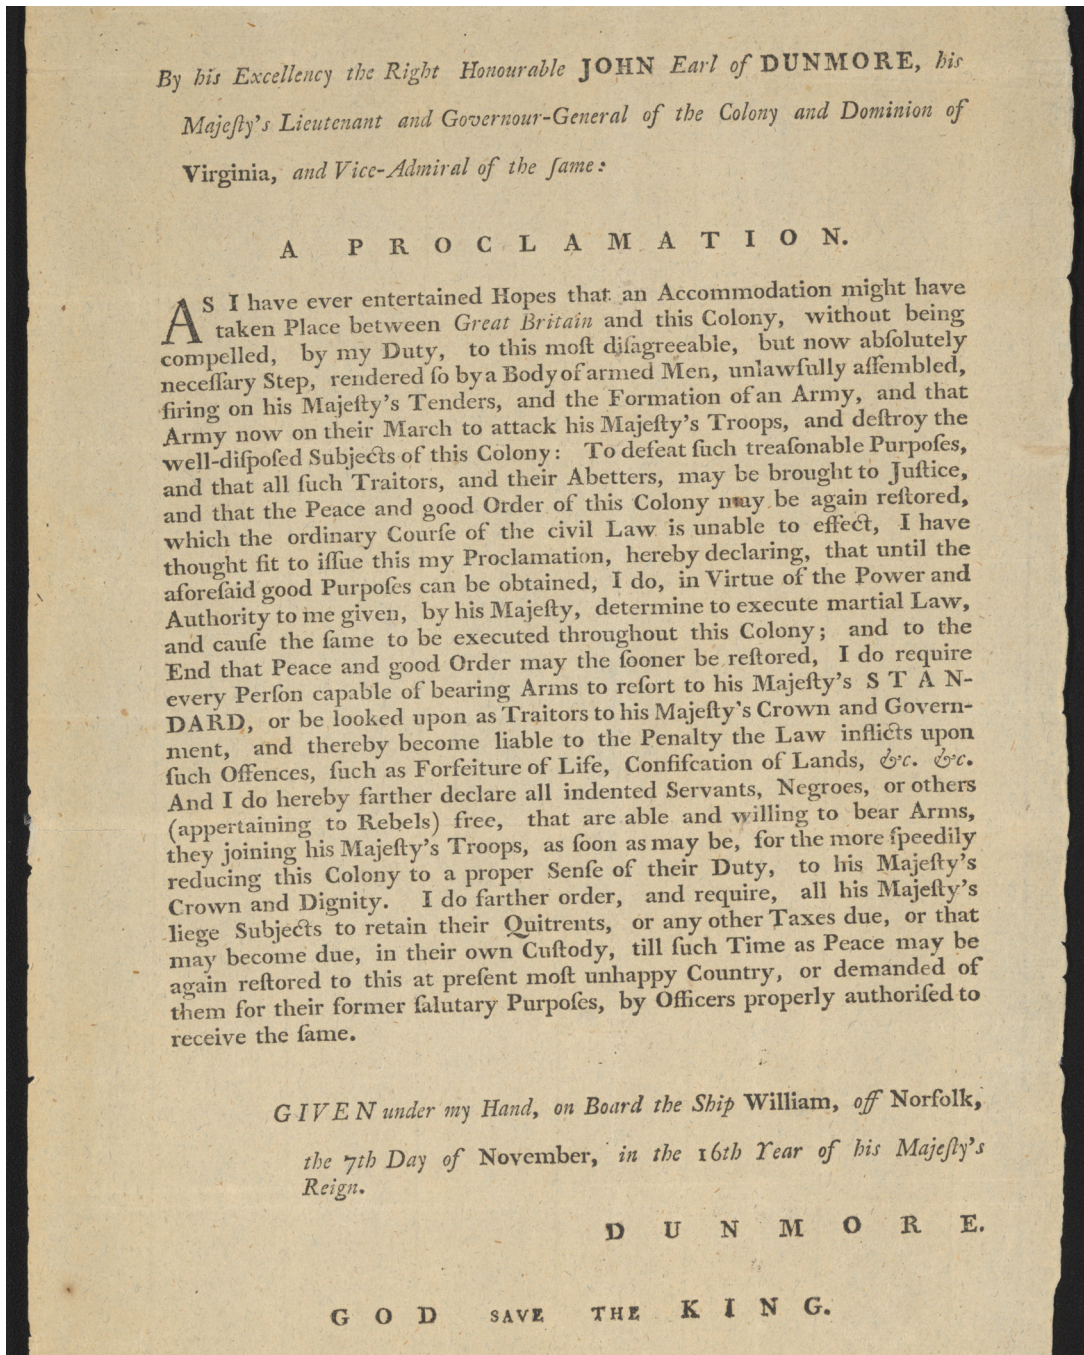 By his Excellency the Right Honourable JOHN Earl of DUNMORE, his
Majeſty's Lieutenant and Governour-General of the Colony and Dominion of
Virginia, and Vice-Admiral of the ſame:
A PROCLAMATION.
AS I have ever entertained Hopes that an Accommodation might have
taken Place between Great Britain and this Colony, without being
compelled, by my Duty, to this moſt diſagreeable, but now abſolutely
neceſſary Step, rendered ſo by a Body of armed Men, unlawfully aſſembled,
firing on his Majeſty's Tenders, and the Formation of an Army, and that
Army now on their March to attack his Majeſty's Troops, and deſtroy the
well-diſpoſed Subjects of this Colony: To defeat ſuch treaſonable Purpoſes,
and that all ſuch Traitors, and their Abetters, may be brought to Juſtice,
and that the Peace and good Order of this Colony may be again reſtored,
which the ordinary Courſe of the civil Law is unable to effect, I have
thought fit to iſſue this my Proclamation, hereby declaring, that until the
aforeſaid good Purpoſes can be obtained, I do, in Virtue of the Power and
Authority to me given, by his Majeſty, determine to execute martial Law,
and cauſe the ſame to be executed throughout this Colony; and to the
End that Peace and good Order may the ſooner be reſtored, I do require
every Perſon capable of bearing Arms to reſort to his Majeſty's STAN-
DARD, or be looked upon as Traitors to his Majeſty's Crown and Govern-
ment, and thereby become liable to the Penalty the Law inflicts upon
ſuch Offences, ſuch as Forfeiture of Life, Confiſcation of Lands, &c. &c.
And I do hereby farther declare all indented Servants, Negroes, or others
(appertaining to Rebels) free, that are able and willing to bear Arms,
they joining his Majeſty's Troops, as ſoon as may be, for the more ſpeedily
reducing this Colony to a proper Senſe of their Duty, to his Majeſty's
Crown and Dignity. I do farther order, and require, all his Majeſty's
liege Subjects to retain their Quitrents, or any other Taxes due, or that
may become due, in their own Cuſtody, till ſuch Time as Peace may be
again reſtored to this at preſent moſt unhappy Country, or demanded of
them for their former ſalutary Purpoſes, by Officers properly authoriſed to
receive the ſame.
GIVEN under my Hand, on Board the Ship William, off Norfolk,
the 7th Day of November, in the 16th Year of his Majeſty's
Reign.
DUNMORE.
GOD SAVE THE KING.